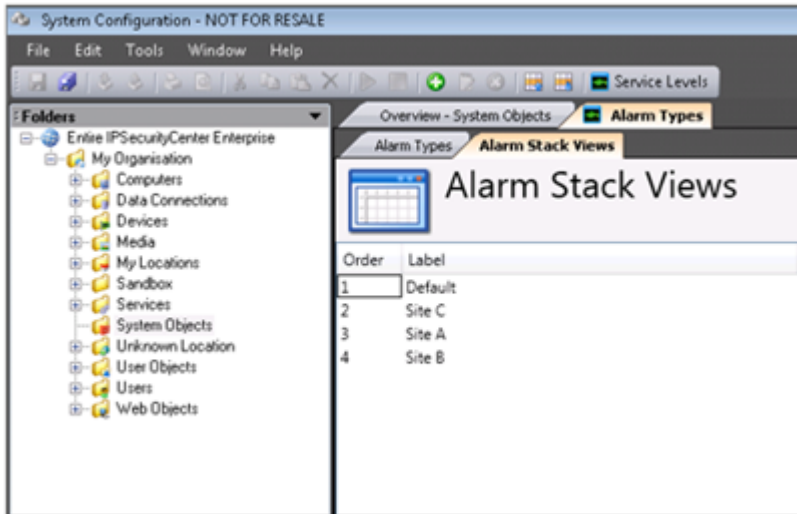 System Configuration - NOT FOR RESALE
File Edit Tools Window Help
Service Levels
Folders
Entire IPSecurityCenter Enterprise
My Organisation
Computers
Data Connections
Devices
Media
My Locations
Sandbox
Services
System Objects
Unknown Location
User Objects
Users
Web Objects
Overview - System Objects Alarm Types
Alarm Types Alarm Stack Views
Alarm Stack Views
Order Label
1 Default
2 Site C
3 Site A
4 Site B